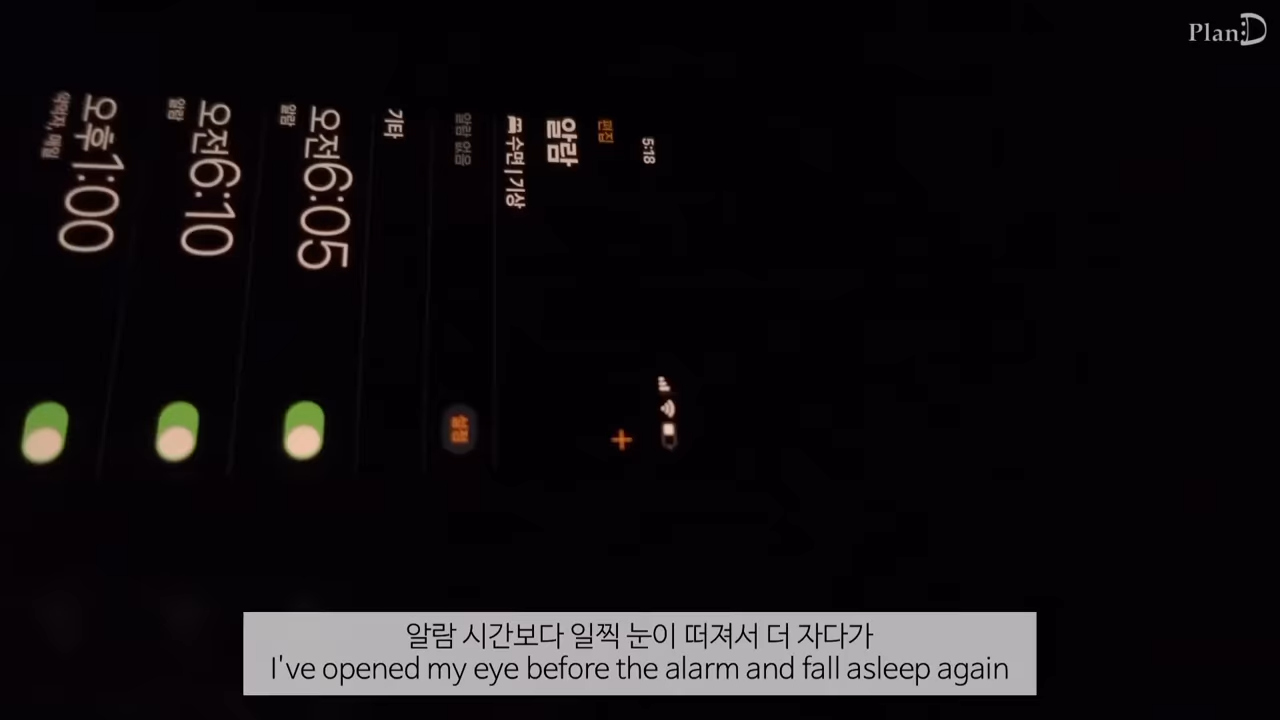 Plan:D
5:18
편집
알람
수면 | 기상
알람 없음
설정
기타
오전6:05
알람
오전6:10
알람
오후1:00
매일
알람 시간보다 일찍 눈이 떠져서 더 자다가
I've opened my eye before the alarm and fall asleep again